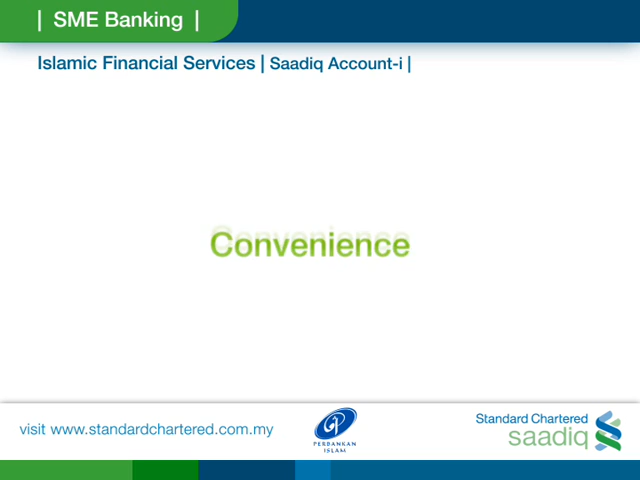 | SME Banking |
Islamic Financial Services | Saadiq Account-i |
Convenience
visit www.standardchartered.com.my
PERBANKAN
ISLAM
Standard Chartered
saadiq